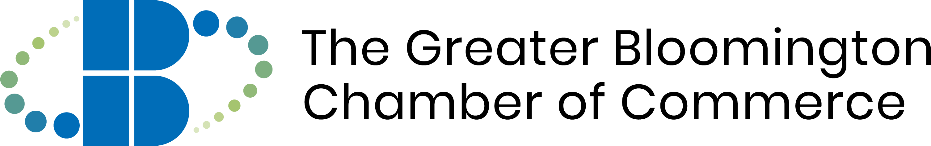 The Greater Bloomington
Chamber of Commerce